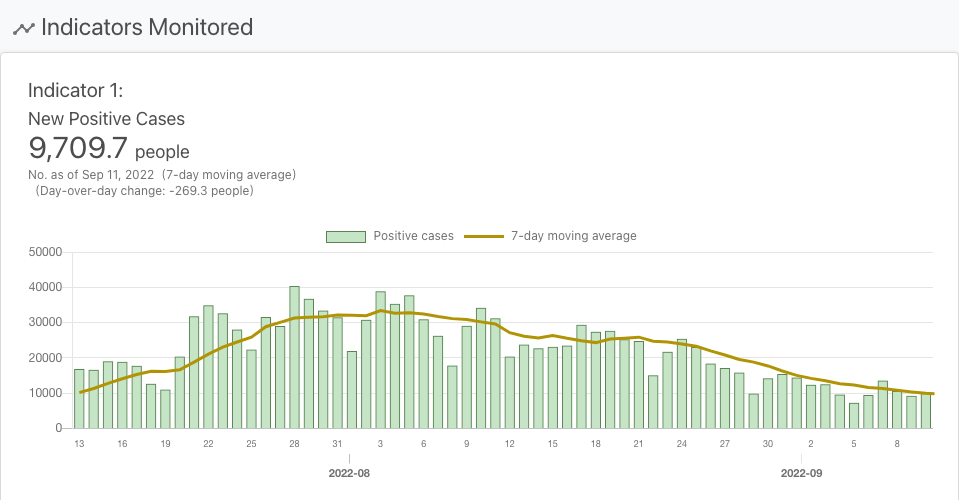 Indicators Monitored
Indicator 1:
New Positive Cases
9,709.7 people
No. as of Sep 11, 2022 (7-day moving average)
(Day-over-day change: -269.3 people)
Positive cases 7-day moving average
50000
40000
30000
20000
10000
0
13 16 19 22 25 28 31 3 6 9 12 15 18 21 24 27 30 2 5 8
2022-08 2022-09